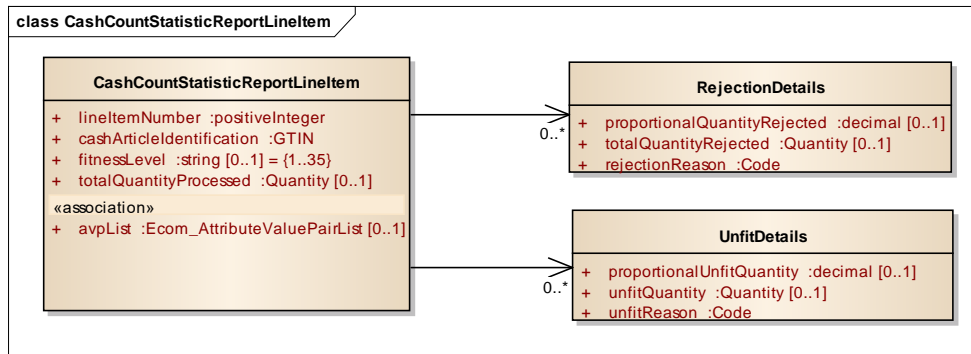 class CashCountStatisticReportLineItem
CashCountStatisticReportLineItem
+ lineItemNumber :positiveInteger
+ cashArticleIdentification :GTIN
+ fitnessLevel :string [0..1] = {1..35}
+ totalQuantityProcessed :Quantity [0..1]
«association»
+ avpList :Ecom_AttributeValuePairList [0..1]
0..*
RejectionDetails
+ proportionalQuantityRejected :decimal [0..1]
+ totalQuantityRejected :Quantity [0..1]
+ rejectionReason :Code
0..*
UnfitDetails
+ proportionalUnfitQuantity :decimal [0..1]
+ unfitQuantity :Quantity [0..1]
+ unfitReason :Code